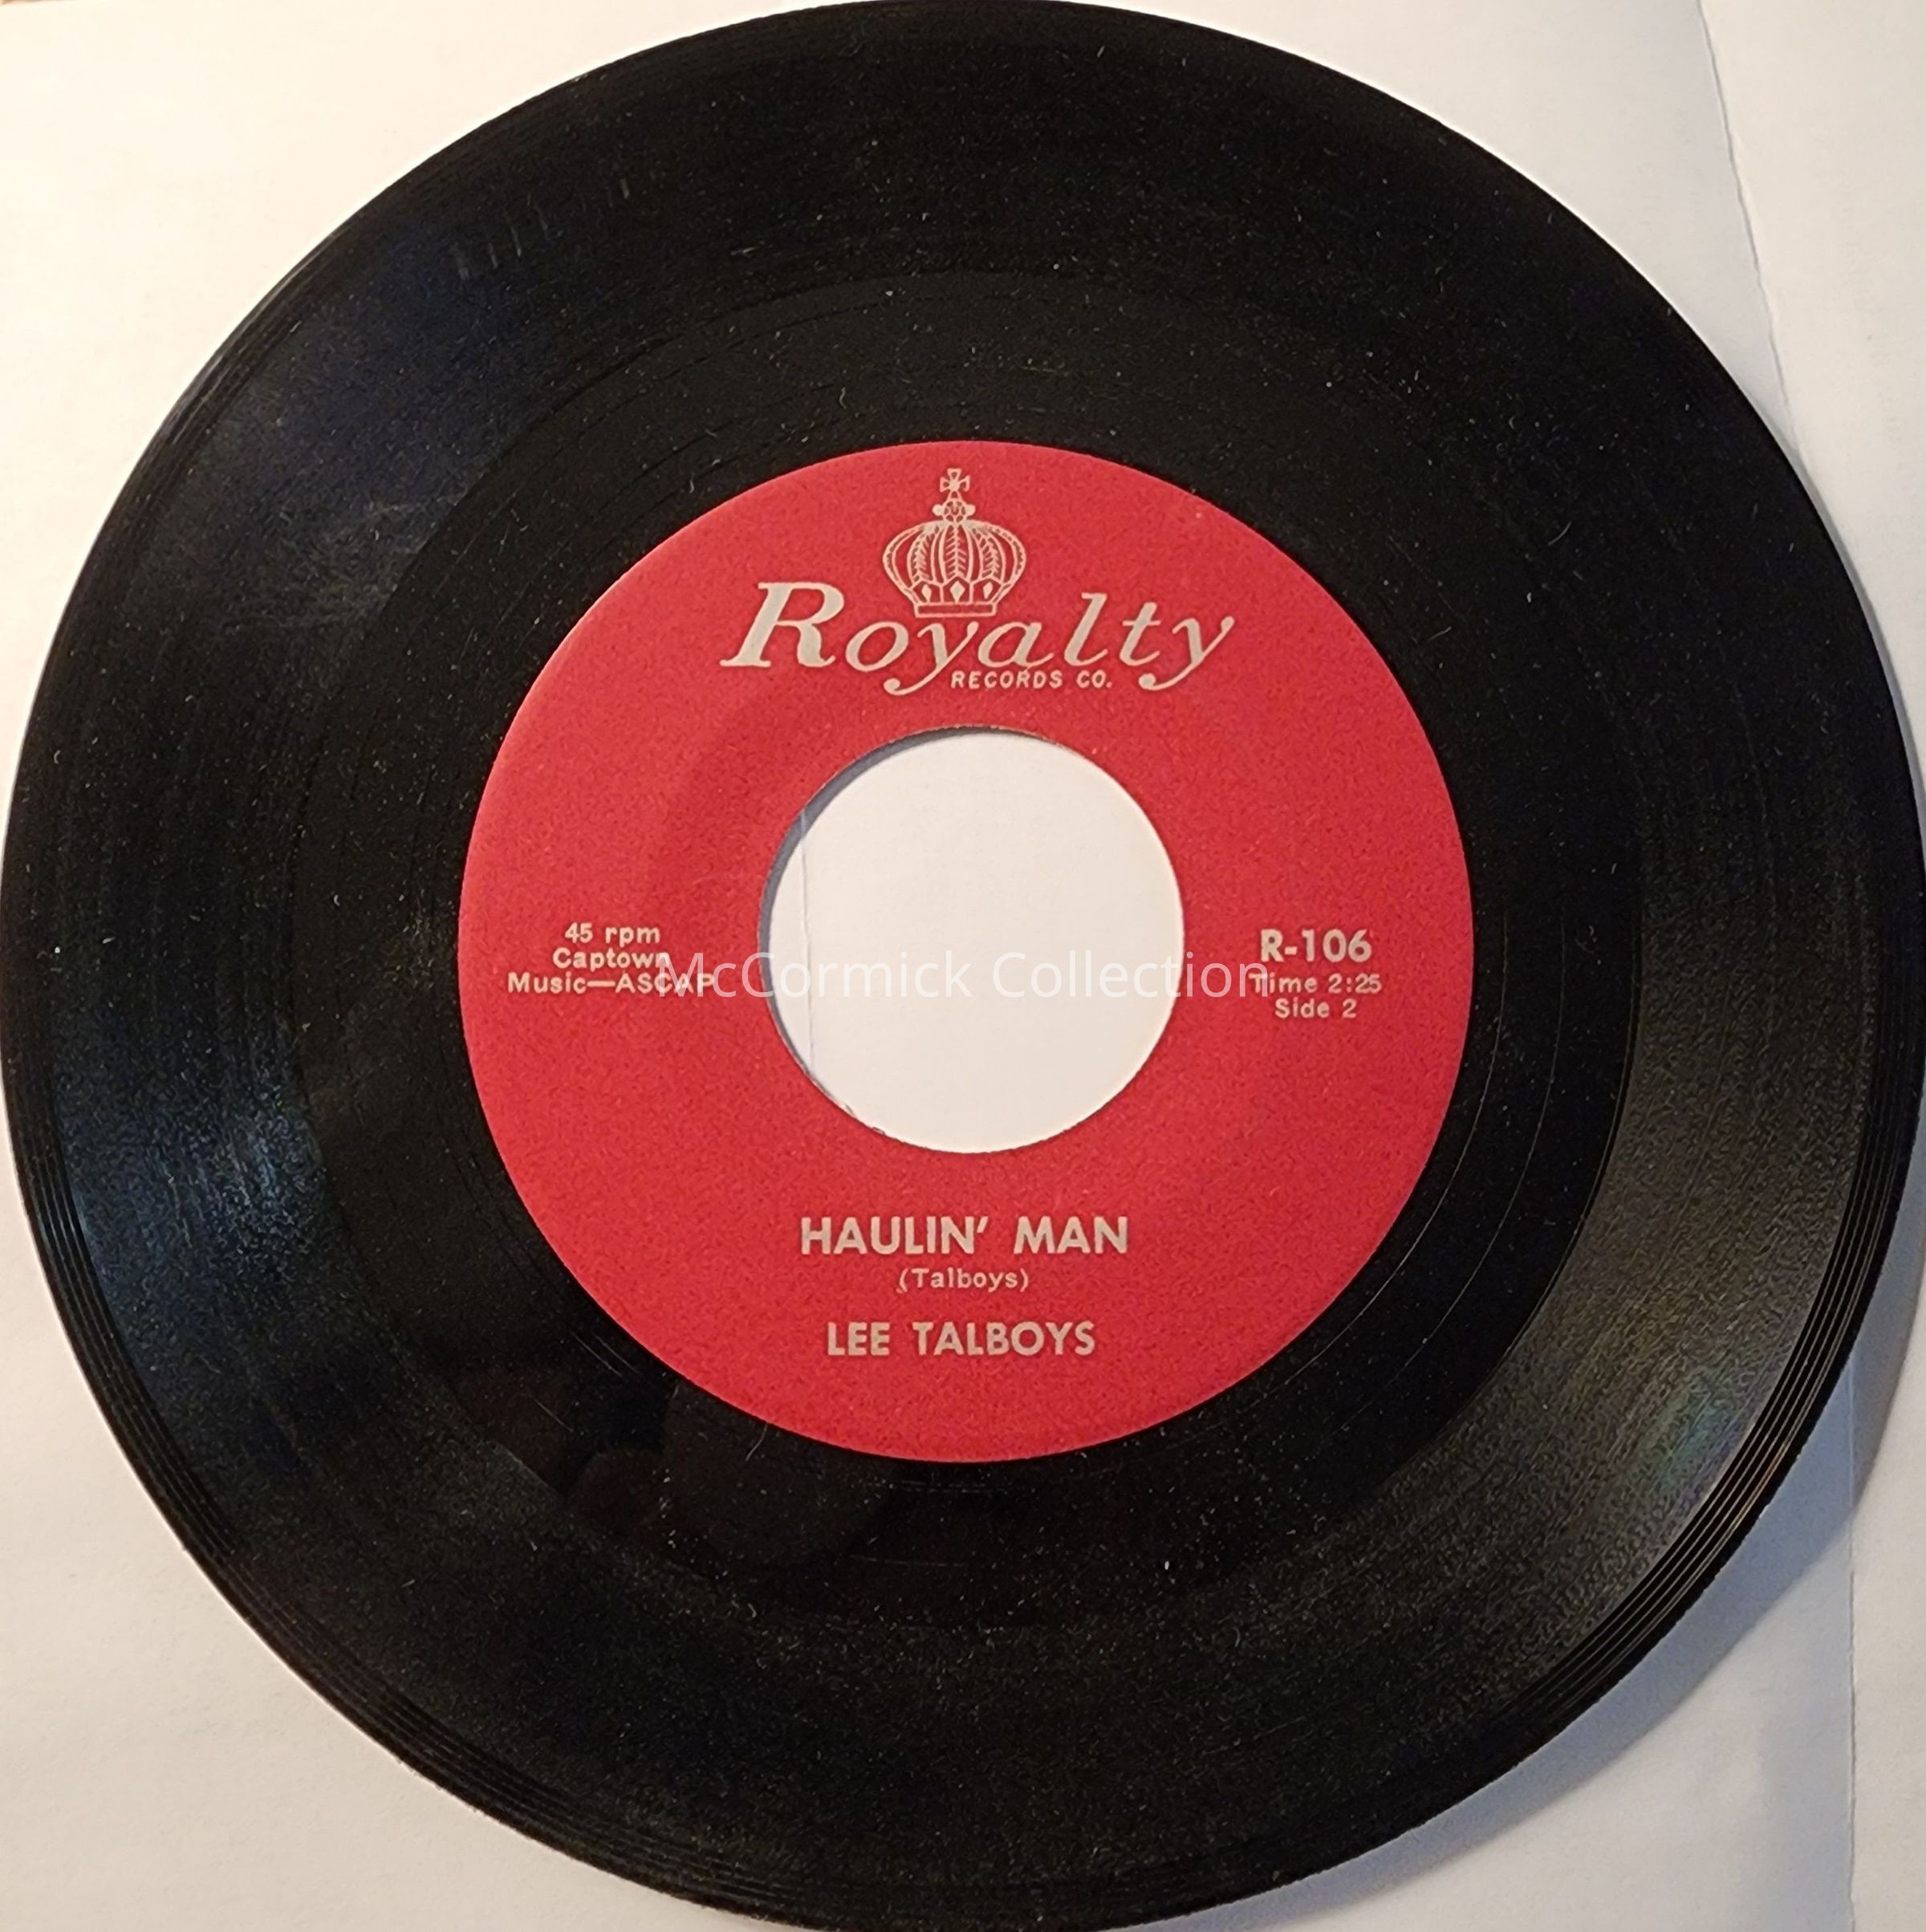 Royalty
RECORDS CO.
45 rpm
Captown
Music—ASCAP
McCormick Collection
R-106
Time 2:25
Side 2
HAULIN' MAN
(Talboys)
LEE TALBOYS